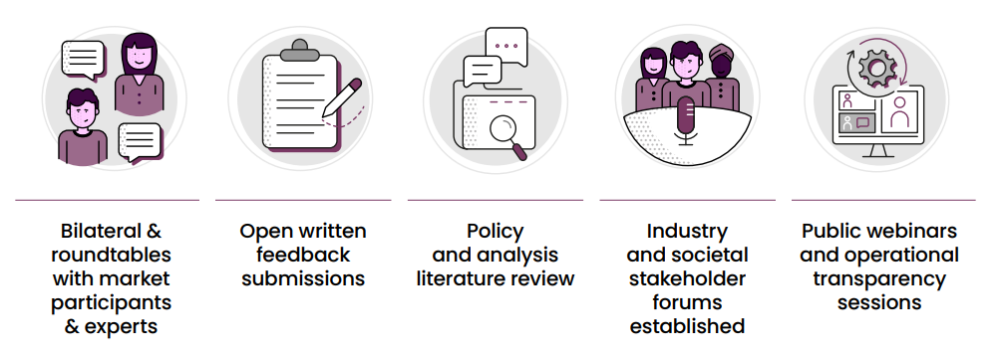 Bilateral &
roundtables
with market
participants
& experts
Open written
feedback
submissions
Policy
and analysis
literature review
Industry
and societal
stakeholder
forums
established
Public webinars
and operational
transparency
sessions